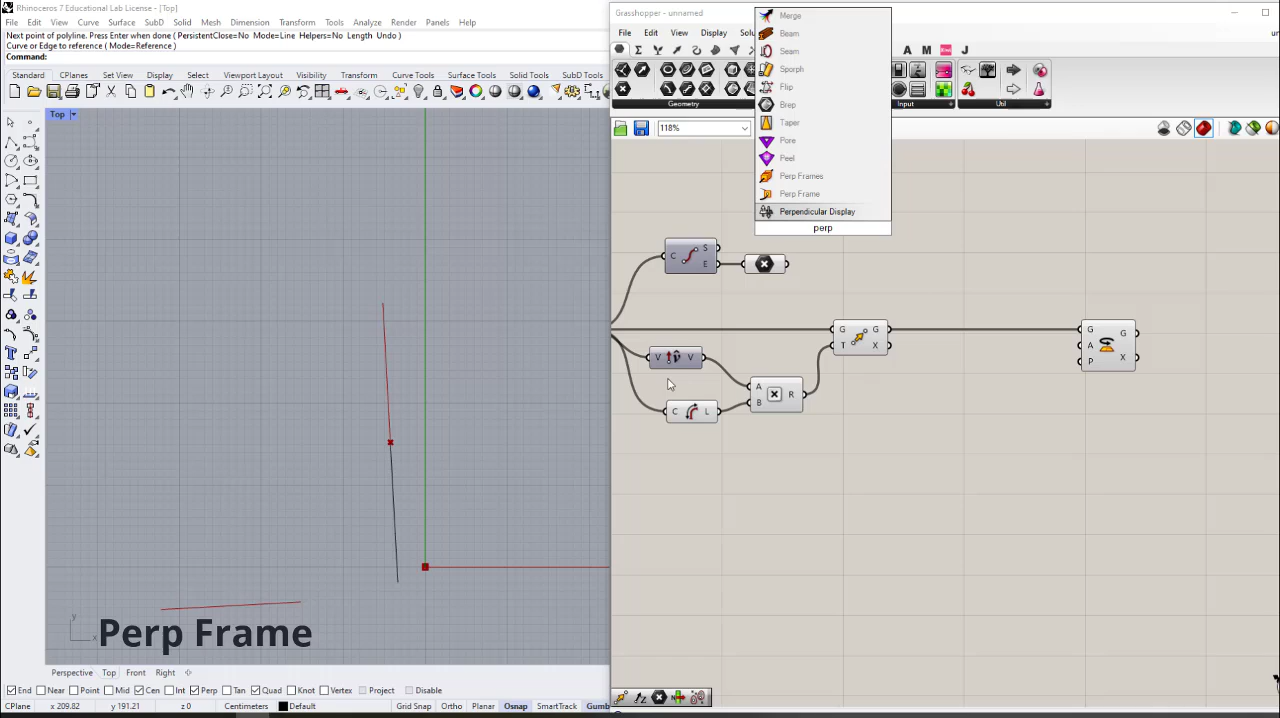 Rhinoceros 7 Educational Lab License - [Top]
File Edit View Curve Surface SubD Solid Mesh Dimension Transform Tools Analyze Render Panels Help
Next point of polyline. Press Enter when done ( PersistentClose=No Mode=Line Helpers=No Length Undo )
Curve or Edge to reference ( Mode=Reference )
Command:
Standard CPlanes Set View Display Select Viewport Layout Visibility Transform Curve Tools Surface Tools Solid Tools SubD Tools
Top
Perp Frame
Perspective Top Front Right
End Near Point Mid Cen Int Perp Tan Quad Knot Vertex Project Disable
CPlane x 209.82 y 191.21 z 0 Centimeters Default Grid Snap Ortho Planar Osnap SmartTrack Gumb
Grasshopper - unnamed
File Edit View Display Solu
A M J
Geometry Input Util
118%
Merge
Beam
Seam
Sporph
Flip
Brep
Taper
Pore
Peel
Perp Frames
Perp Frame
Perpendicular Display
perp
C S E
V V
C L
A B R
G T G X
G A P G X
y
x